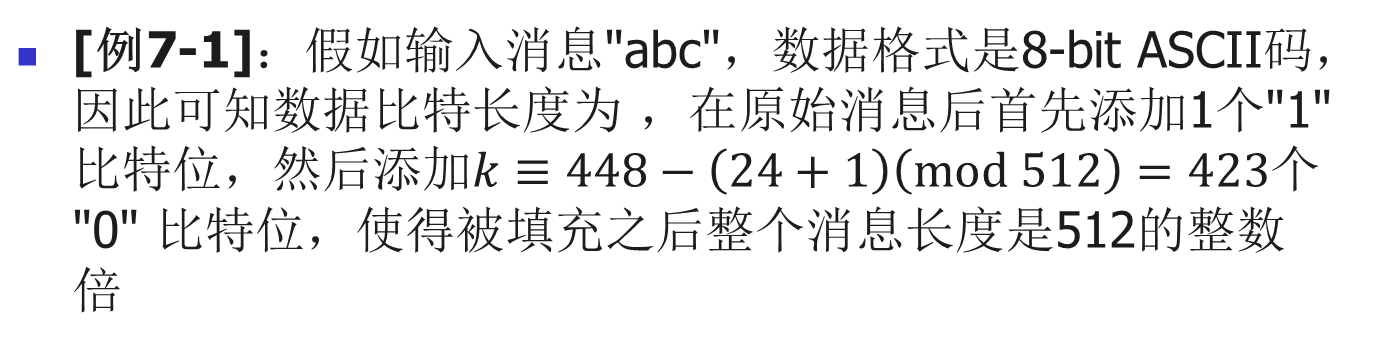 [例7-1]：假如输入消息"abc"，数据格式是8-bit ASCII码，
因此可知数据比特长度为 ，在原始消息后首先添加1个"1"
比特位，然后添加k ≡ 448 − (24 + 1)(mod 512) = 423个
"0" 比特位，使得被填充之后整个消息长度是512的整数
倍